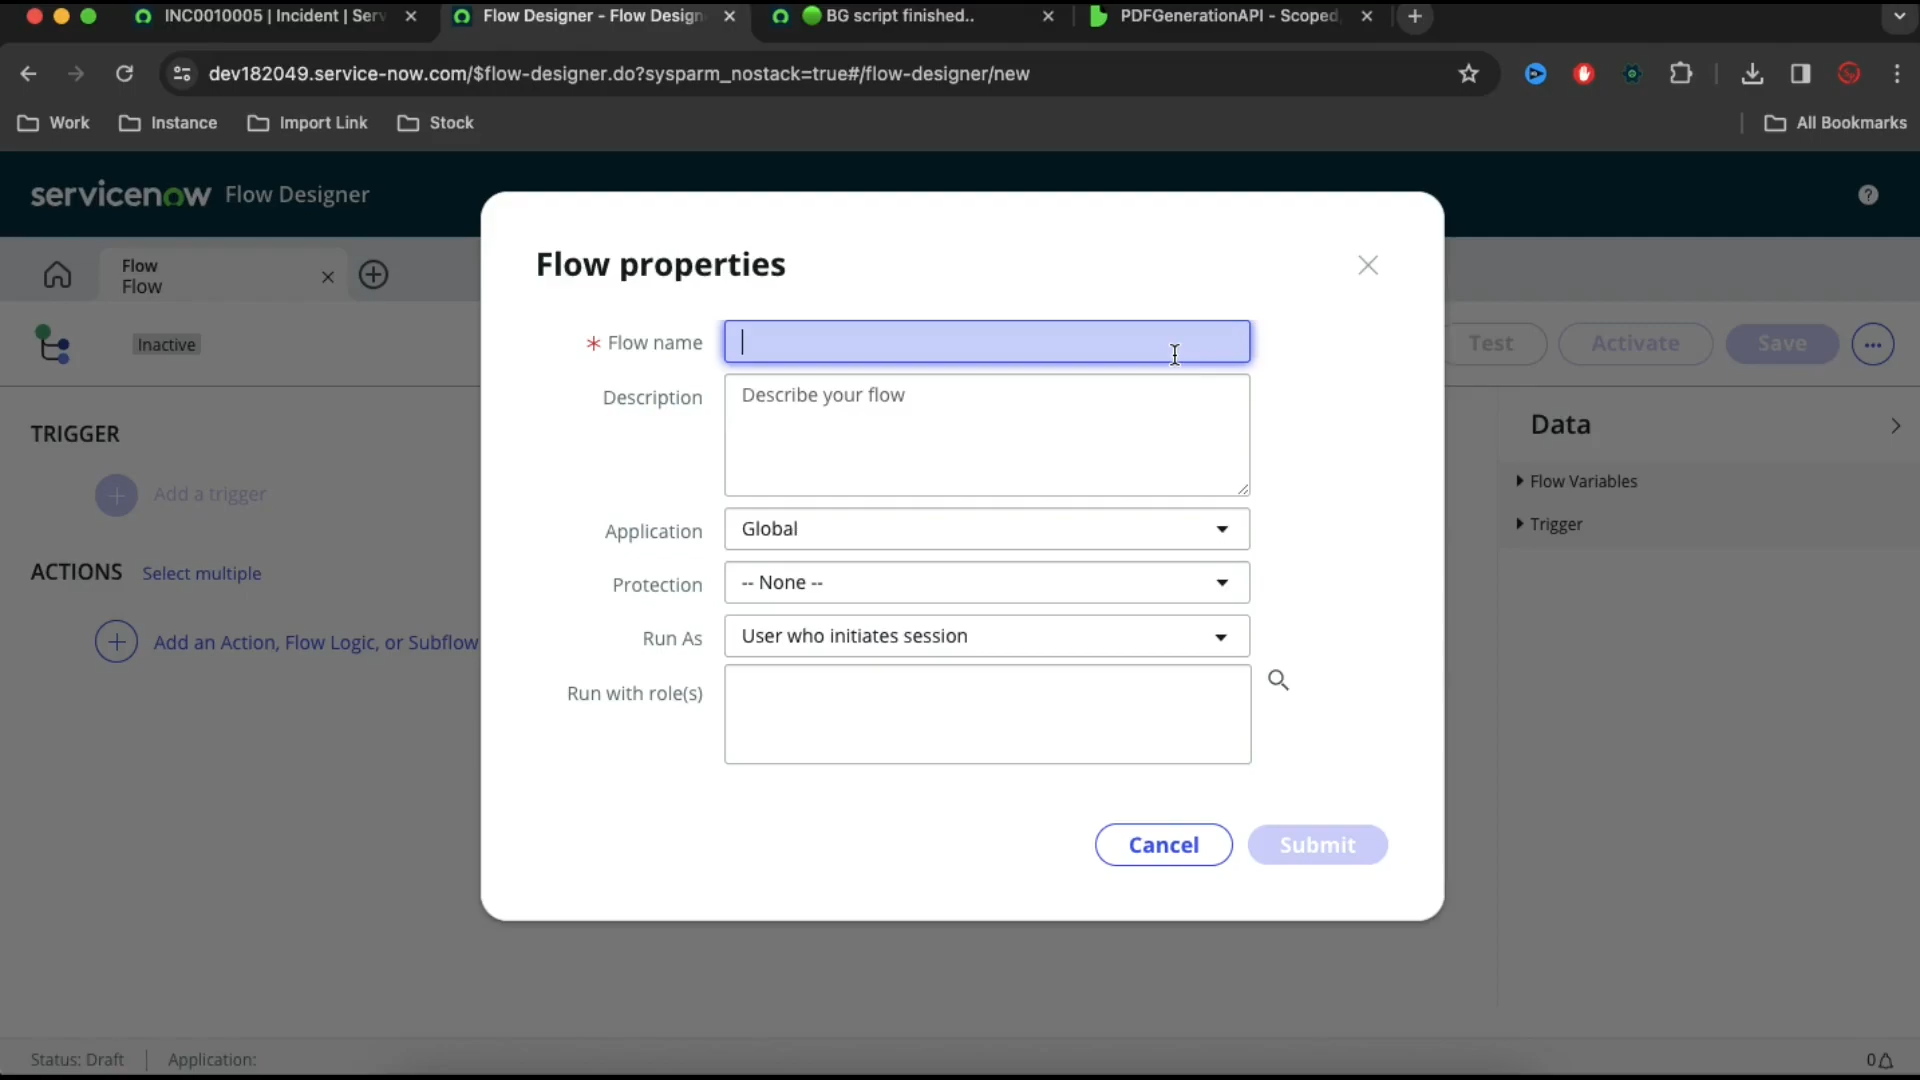 INC0010005 | Incident | Serv
Flow Designer - Flow Design
BG script finished..
PDFGenerationAPI - Scoped
dev182049.service-now.com/$flow-designer.do?sysparm_nostack=true#/flow-designer/new
Work
Instance
Import Link
Stock
All Bookmarks
servicenow Flow Designer
Flow
Flow
Inactive
Test
Activate
Save
TRIGGER
Add a trigger
ACTIONS Select multiple
Add an Action, Flow Logic, or Subflow
Flow properties
* Flow name
Description
Describe your flow
Application
Global
Protection
-- None --
Run As
User who initiates session
Run with role(s)
Cancel
Submit
Data
Flow Variables
Trigger
Status: Draft
Application:
0